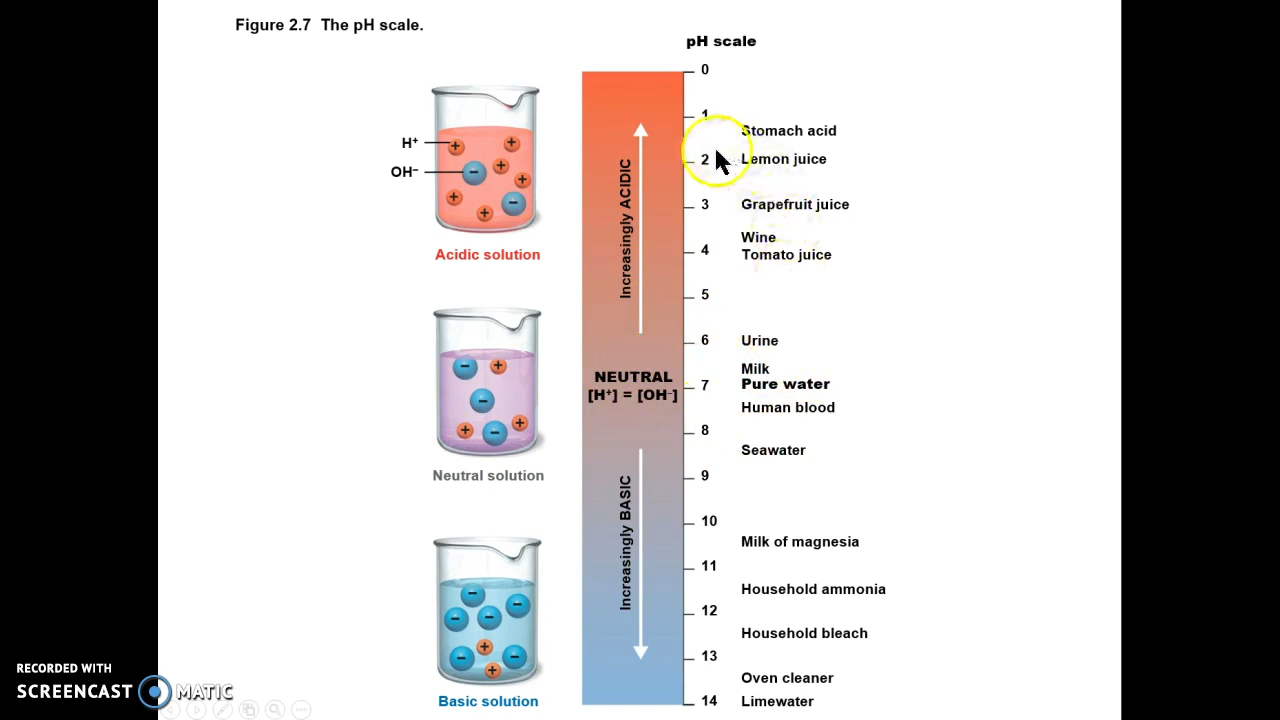 Figure 2.7 The pH scale.
pH scale
0
1
Stomach acid
H⁺
OH⁻
2
Lemon juice
3
Grapefruit juice
Wine
4
Tomato juice
Acidic solution
Increasingly ACIDIC
5
6
Urine
Milk
NEUTRAL
[H⁺] = [OH⁻]
7
Pure water
Human blood
8
Seawater
Neutral solution
9
Increasingly BASIC
10
Milk of magnesia
11
Household ammonia
12
Household bleach
13
Oven cleaner
14
Limewater
Basic solution
RECORDED WITH
SCREENCAST MATIC